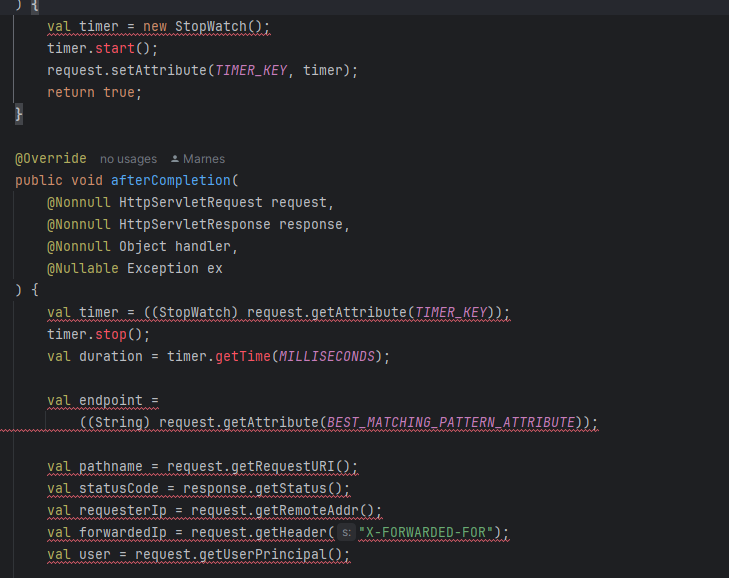 ) {
    val timer = new StopWatch();
    timer.start();
    request.setAttribute(TIMER_KEY, timer);
    return true;
}
@Override no usages Marnes
public void afterCompletion(
    @Nonnull HttpServletRequest request,
    @Nonnull HttpServletResponse response,
    @Nonnull Object handler,
    @Nullable Exception ex
) {
    val timer = ((StopWatch) request.getAttribute(TIMER_KEY));
    timer.stop();
    val duration = timer.getTime(MILLISECONDS);
    val endpoint =
        ((String) request.getAttribute(BEST_MATCHING_PATTERN_ATTRIBUTE));
    val pathname = request.getRequestURI();
    val statusCode = response.getStatus();
    val requesterIp = request.getRemoteAddr();
    val forwardedIp = request.getHeader( s: "X-FORWARDED-FOR");
    val user = request.getUserPrincipal();